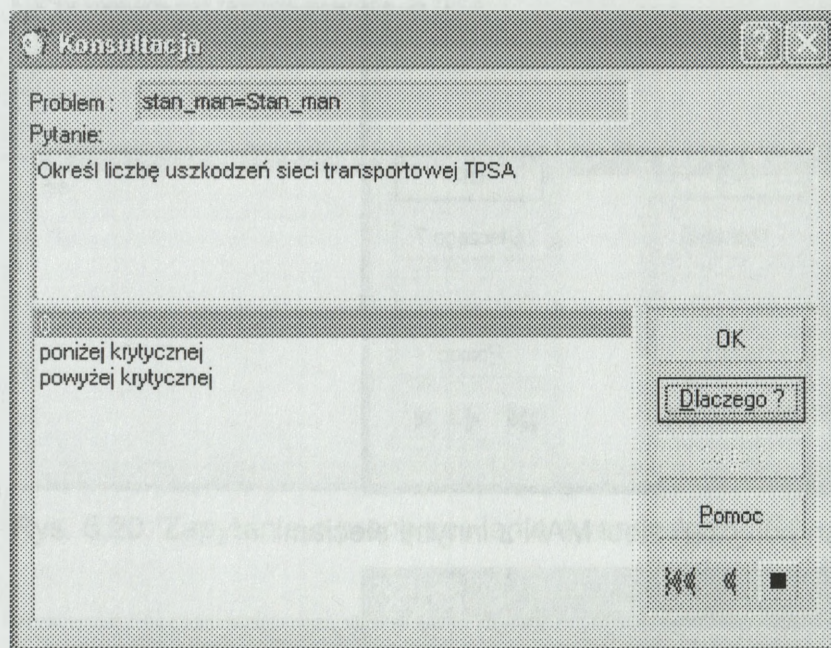 Konsultacja
Problem : stan_man=Stan_man
Pytanie:
Określ liczbę uszkodzeń sieci transportowej TPSA
0
poniżej krytycznej
powyżej krytycznej
OK
Dlaczego ?
Pomoc